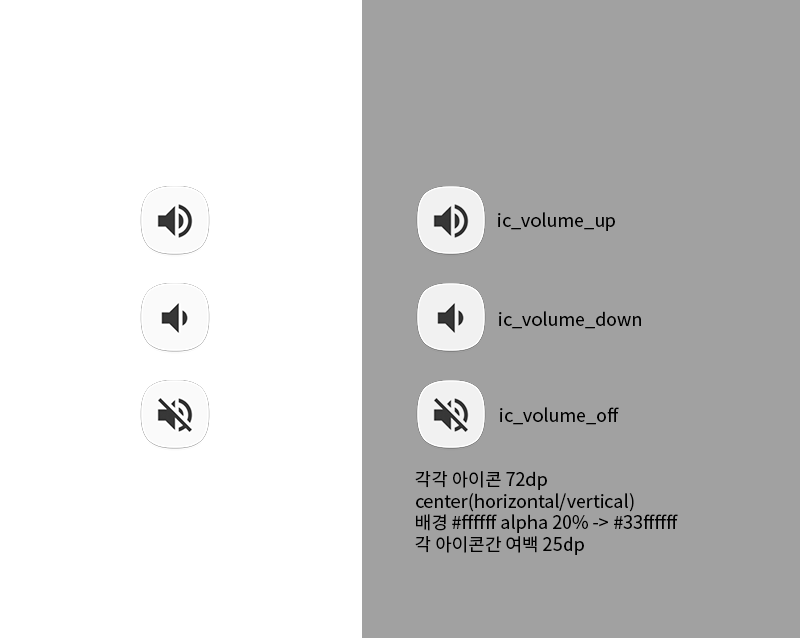 ic_volume_up
ic_volume_down
ic_volume_off
각각 아이콘 72dp
center(horizontal/vertical)
배경 #ffffff alpha 20% -> #33ffffff
각 아이콘간 여백 25dp